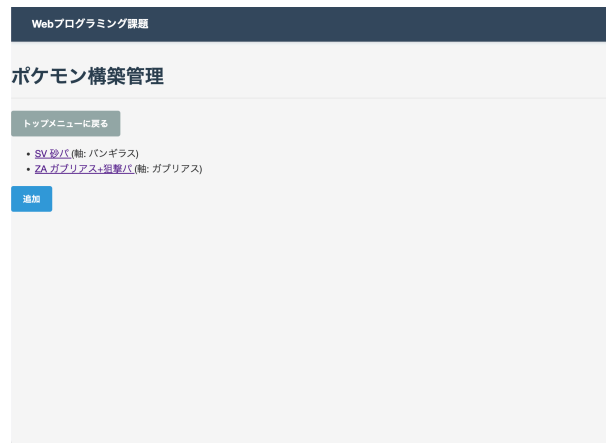 Webプログラミング課題
ポケモン構築管理
トップメニューに戻る
• SV 砂パ (軸: バンギラス)
• ZA ガブリアス+狙撃パ (軸: ガブリアス)
追加